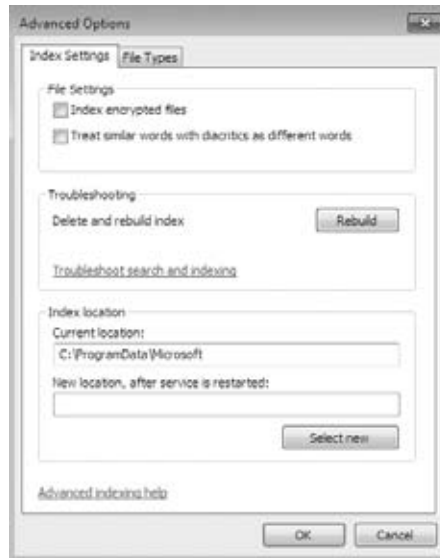 Advanced Options
Index Settings File Types
File Settings
Index encrypted files
Treat similar words with diacritics as different words
Troubleshooting
Delete and rebuild index Rebuild
Troubleshoot search and indexing
Index location
Current location:
C:\ProgramData\Microsoft
New location, after service is restarted:
Select new
Advanced indexing help
OK Cancel